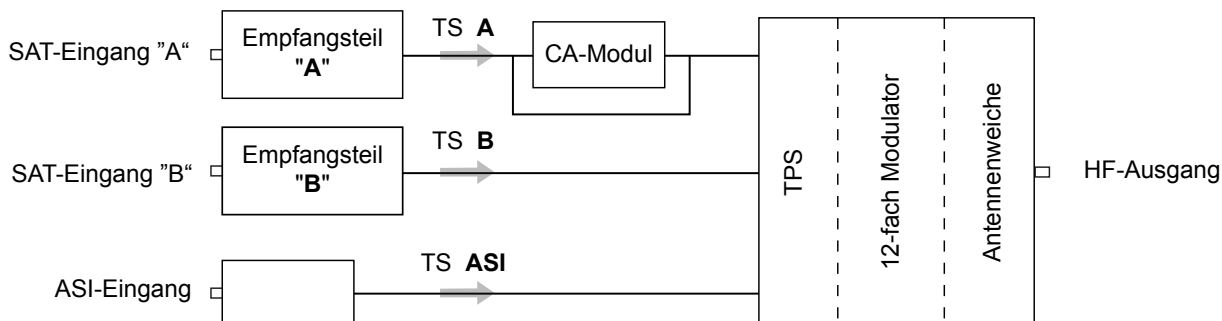 SAT-Eingang ”A“
Empfangsteil
"A"
TS A
CA-Modul
SAT-Eingang ”B“
Empfangsteil
"B"
TS B
ASI-Eingang
TS ASI
TPS
12-fach Modulator
Antennenweiche
HF-Ausgang